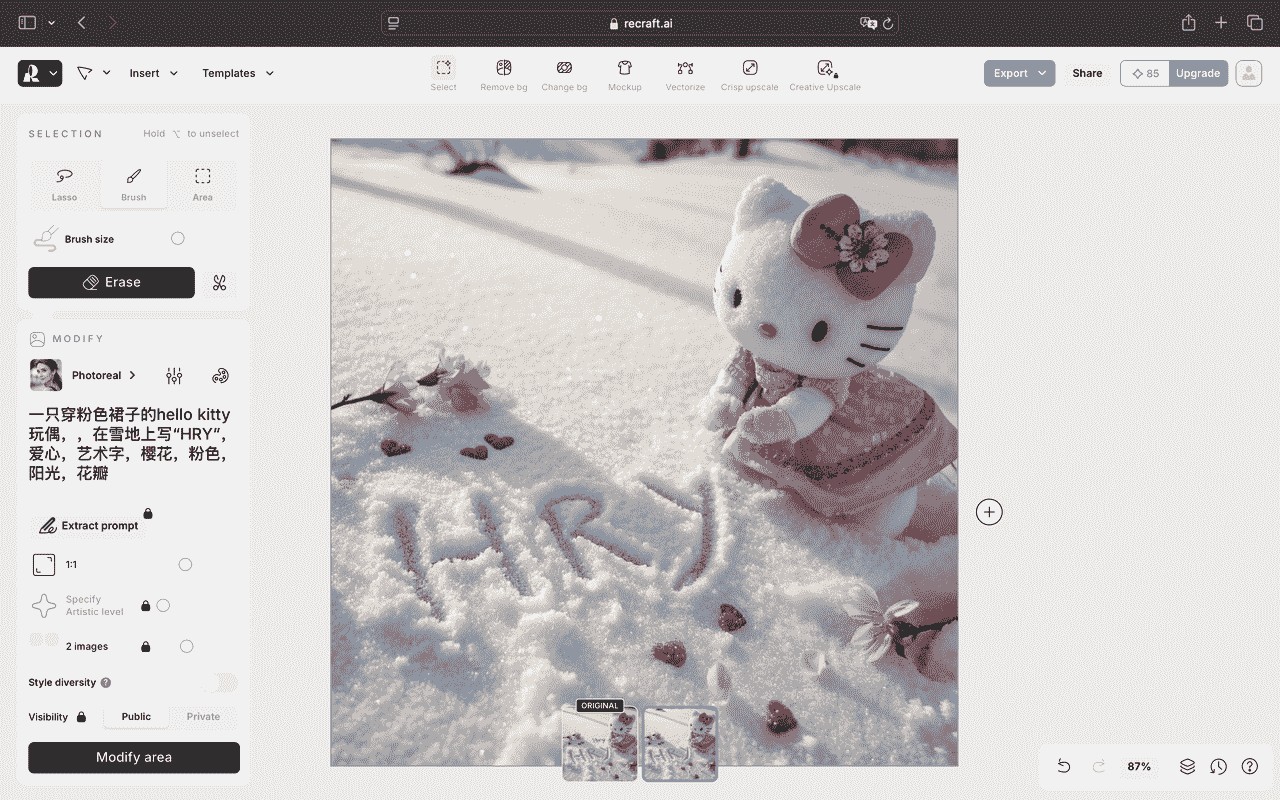 recraft.ai
Insert
Templates
Select
Remove bg
Change bg
Mockup
Vectorize
Crisp upscale
Creative Upscale
Export
Share
85
Upgrade
SELECTION
Hold ⌥ to unselect
Lasso
Brush
Area
Brush size
Erase
MODIFY
Photoreal
一只穿粉色裙子的hello kitty
玩偶，，在雪地上写“HRY”，
爱心，艺术字，樱花，粉色，
阳光，花瓣
Extract prompt
1:1
Specify
Artistic level
2 images
Style diversity ?
Visibility
Public
Private
Modify area
HRY
ORIGINAL
HRY
HRY
87%
?